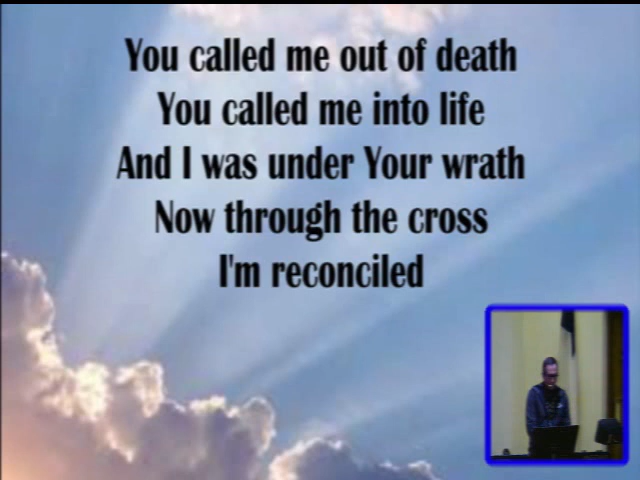 You called me out of death
You called me into life
And I was under Your wrath
Now through the cross
I'm reconciled